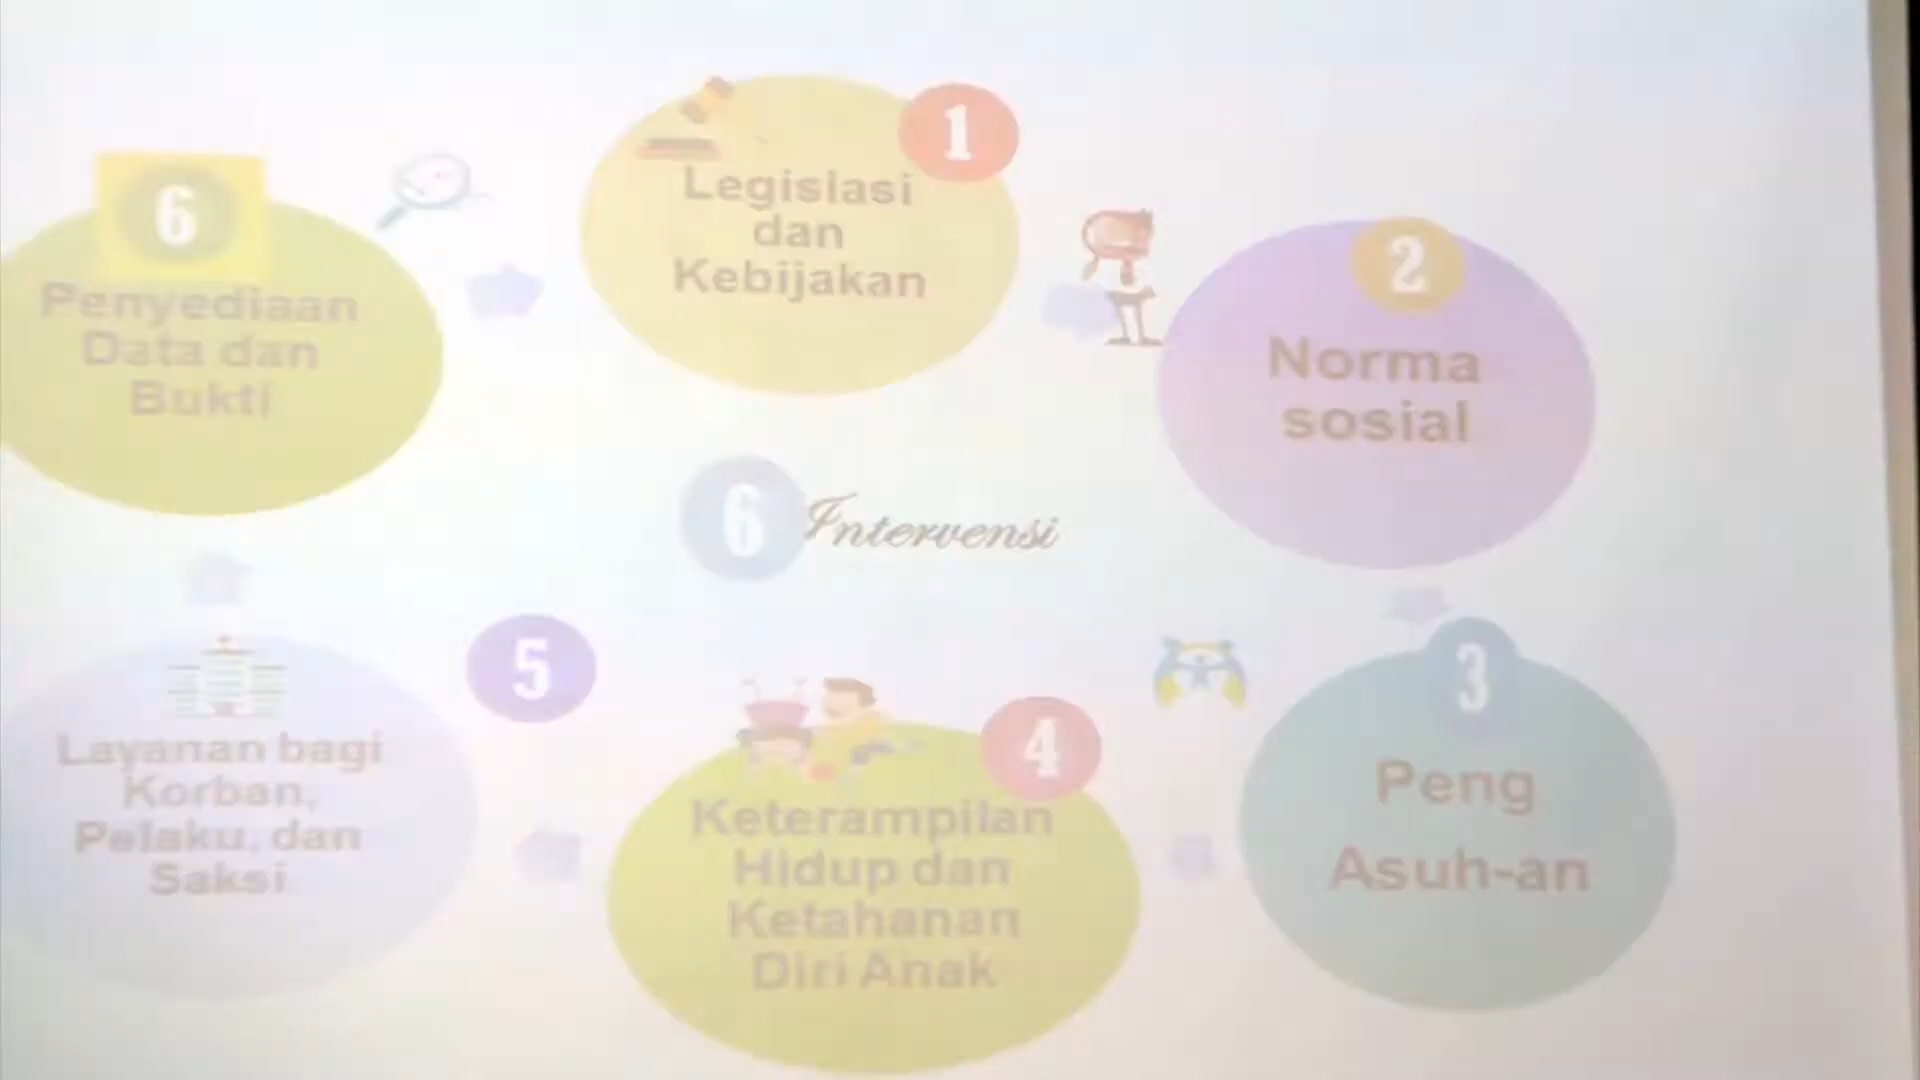 1
Legislasi
dan
Kebijakan
2
Norma
sosial
3
Peng
Asuh-an
4
Keterampilan
Hidup dan
Ketahanan
Diri Anak
5
Layanan bagi
Korban,
Pelaku, dan
Saksi
6
Penyediaan
Data dan
Bukti
6 Intervensi